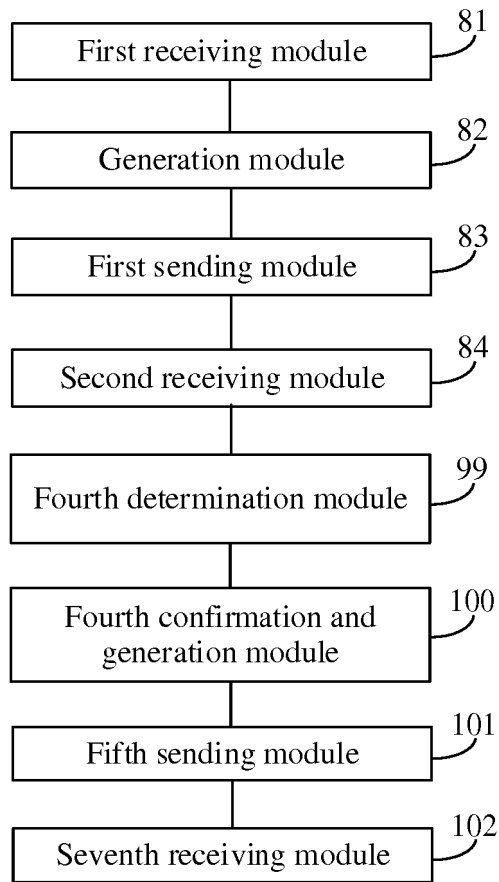 81
First receiving module
82
Generation module
83
First sending module
84
Second receiving module
99
Fourth determination module
100
Fourth confirmation and
generation module
101
Fifth sending module
102
Seventh receiving module